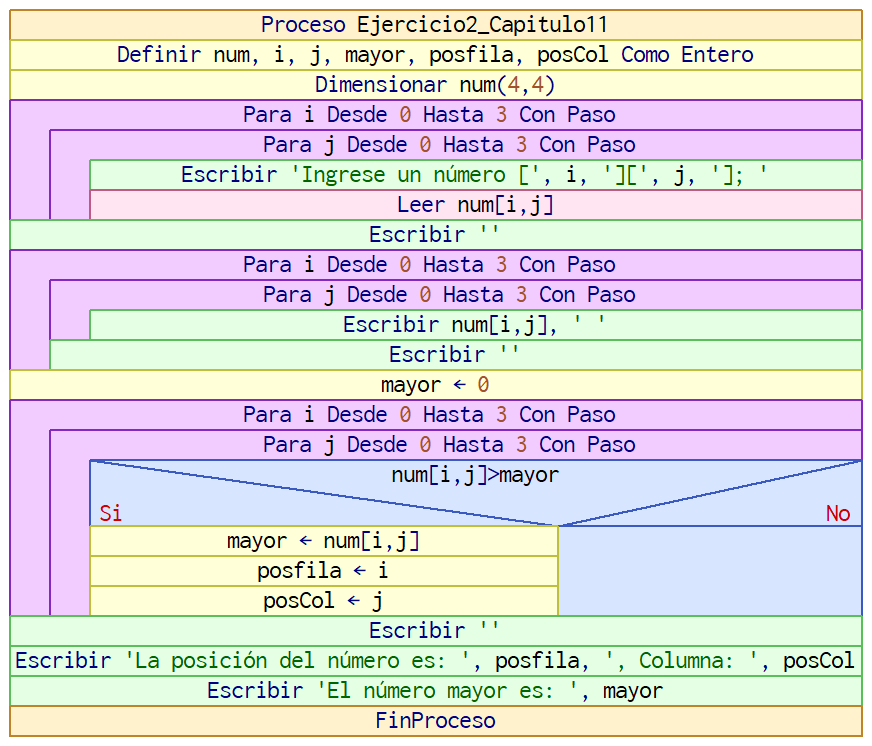 Proceso Ejercicio2_Capitulo11
Definir num, i, j, mayor, posfila, posCol Como Entero
Dimensionar num(4,4)
Para i Desde 0 Hasta 3 Con Paso
Para j Desde 0 Hasta 3 Con Paso
Escribir 'Ingrese un número [', i, '][', j, ']; '
Leer num[i,j]
Escribir ''
Para i Desde 0 Hasta 3 Con Paso
Para j Desde 0 Hasta 3 Con Paso
Escribir num[i,j], ' '
Escribir ''
mayor ← 0
Para i Desde 0 Hasta 3 Con Paso
Para j Desde 0 Hasta 3 Con Paso
num[i,j]>mayor
Si No
mayor ← num[i,j]
posfila ← i
posCol ← j
Escribir ''
Escribir 'La posición del número es: ', posfila, ', Columna: ', posCol
Escribir 'El número mayor es: ', mayor
FinProceso